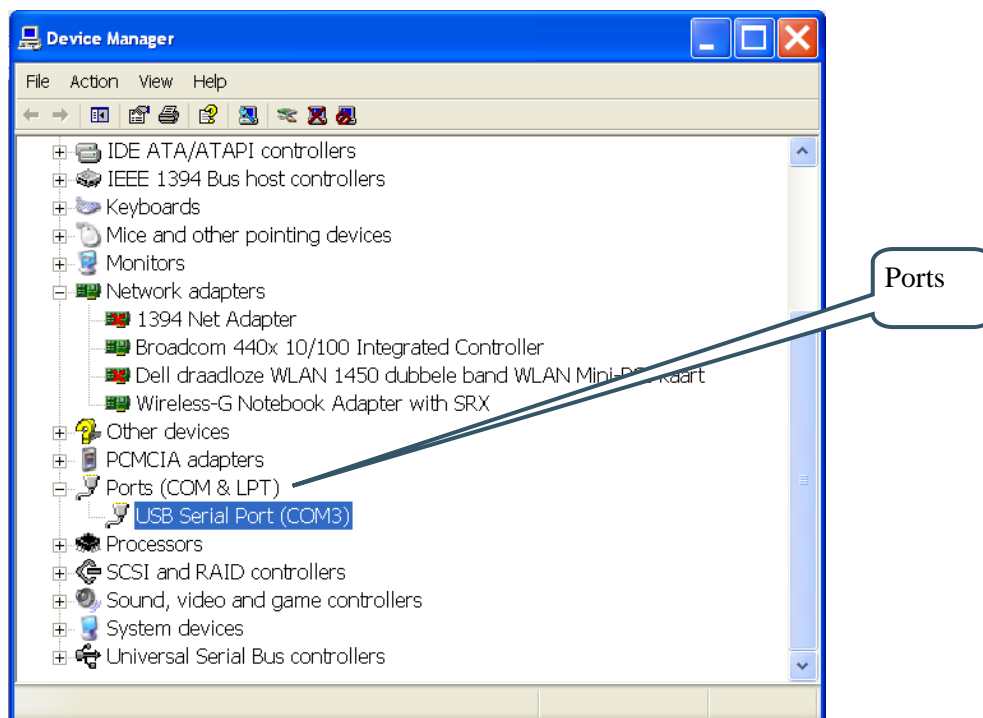 Device Manager
File Action View Help
IDE ATA/ATAPI controllers
IEEE 1394 Bus host controllers
Keyboards
Mice and other pointing devices
Monitors
Network adapters
1394 Net Adapter
Broadcom 440x 10/100 Integrated Controller
Dell draadloze WLAN 1450 dubbele band WLAN Mini-PCI-kaart
Wireless-G Notebook Adapter with SRX
Other devices
PCMCIA adapters
Ports (COM & LPT)
USB Serial Port (COM3)
Processors
SCSI and RAID controllers
Sound, video and game controllers
System devices
Universal Serial Bus controllers
Ports